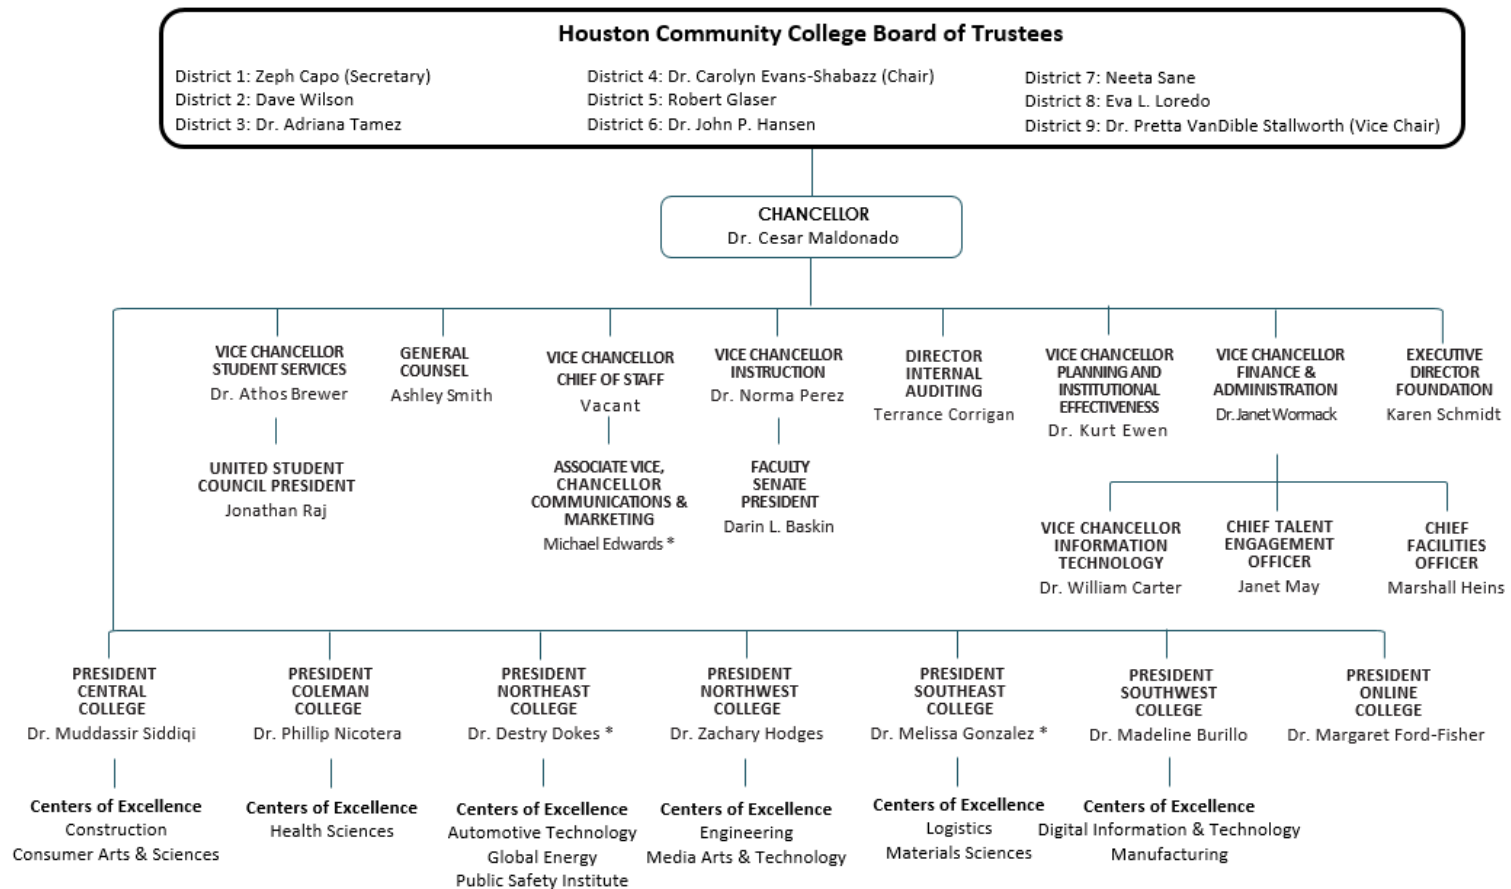 Houston Community College Board of Trustees
District 1: Zeph Capo (Secretary)
District 2: Dave Wilson
District 3: Dr. Adriana Tamez
District 4: Dr. Carolyn Evans-Shabazz (Chair)
District 5: Robert Glaser
District 6: Dr. John P. Hansen
District 7: Neeta Sane
District 8: Eva L. Loredo
District 9: Dr. Pretta VanDible Stallworth (Vice Chair)
CHANCELLOR
Dr. Cesar Maldonado
VICE CHANCELLOR
STUDENT SERVICES
Dr. Athos Brewer
GENERAL
COUNSEL
Ashley Smith
VICE CHANCELLOR
CHIEF OF STAFF
Vacant
VICE CHANCELLOR
INSTRUCTION
Dr. Norma Perez
DIRECTOR
INTERNAL
AUDITING
Terrance Corrigan
VICE CHANCELLOR
PLANNING AND
INSTITUTIONAL
EFFECTIVENESS
Dr. Kurt Ewen
VICE CHANCELLOR
FINANCE &
ADMINISTRATION
Dr. Janet Wormack
EXECUTIVE
DIRECTOR
FOUNDATION
Karen Schmidt
UNITED STUDENT
COUNCIL PRESIDENT
Jonathan Raj
ASSOCIATE VICE,
CHANCELLOR
COMMUNICATIONS &
MARKETING
Michael Edwards *
FACULTY
SENATE
PRESIDENT
Darin L. Baskin
VICE CHANCELLOR
INFORMATION
TECHNOLOGY
Dr. William Carter
CHIEF TALENT
ENGAGEMENT
OFFICER
Janet May
CHIEF
FACILITIES
OFFICER
Marshall Heins
PRESIDENT
CENTRAL
COLLEGE
Dr. Muddassir Siddiqi
PRESIDENT
COLEMAN
COLLEGE
Dr. Phillip Nicotera
PRESIDENT
NORTHEAST
COLLEGE
Dr. Destry Dokes *
PRESIDENT
NORTHWEST
COLLEGE
Dr. Zachary Hodges
PRESIDENT
SOUTHEAST
COLLEGE
Dr. Melissa Gonzalez *
PRESIDENT
SOUTHWEST
COLLEGE
Dr. Madeline Burillo
PRESIDENT
ONLINE
COLLEGE
Dr. Margaret Ford-Fisher
Centers of Excellence
Construction
Consumer Arts & Sciences
Centers of Excellence
Health Sciences
Centers of Excellence
Automotive Technology
Global Energy
Public Safety Institute
Centers of Excellence
Engineering
Media Arts & Technology
Centers of Excellence
Logistics
Materials Sciences
Centers of Excellence
Digital Information & Technology
Manufacturing